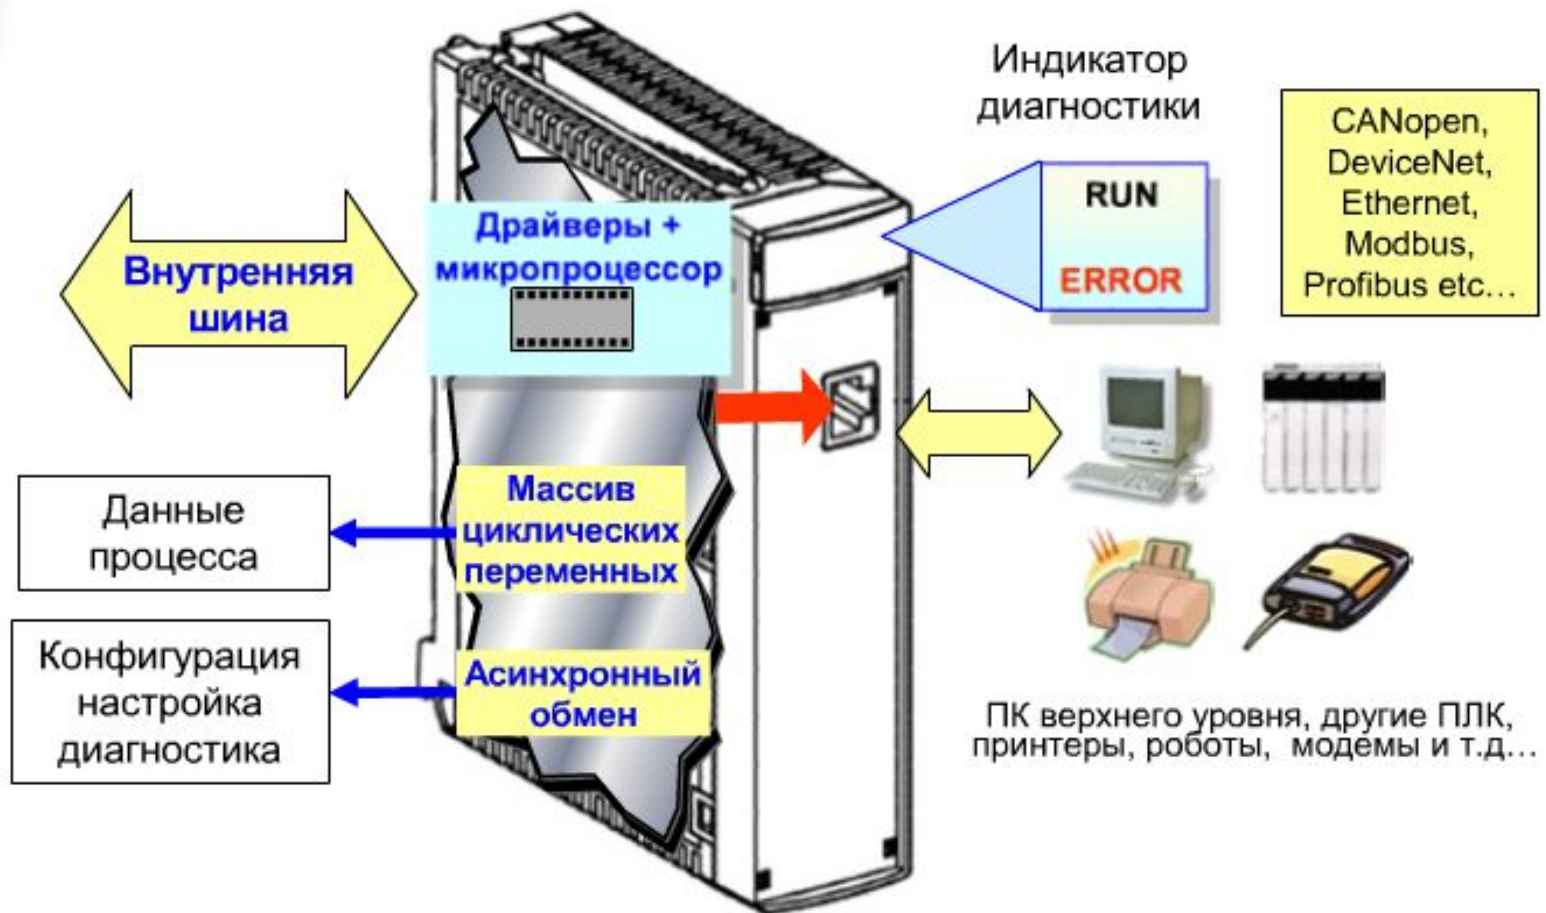 Индикатор
диагностики
CANopen,
DeviceNet,
Ethernet,
Modbus,
Profibus etc...
RUN
ERROR
Драйверы +
микропроцессор
Внутренняя
шина
Массив
циклических
переменных
Данные
процесса
Асинхронный
обмен
Конфигурация
настройка
диагностика
ПК верхнего уровня, другие ПЛК,
принтеры, роботы, модемы и т.д...